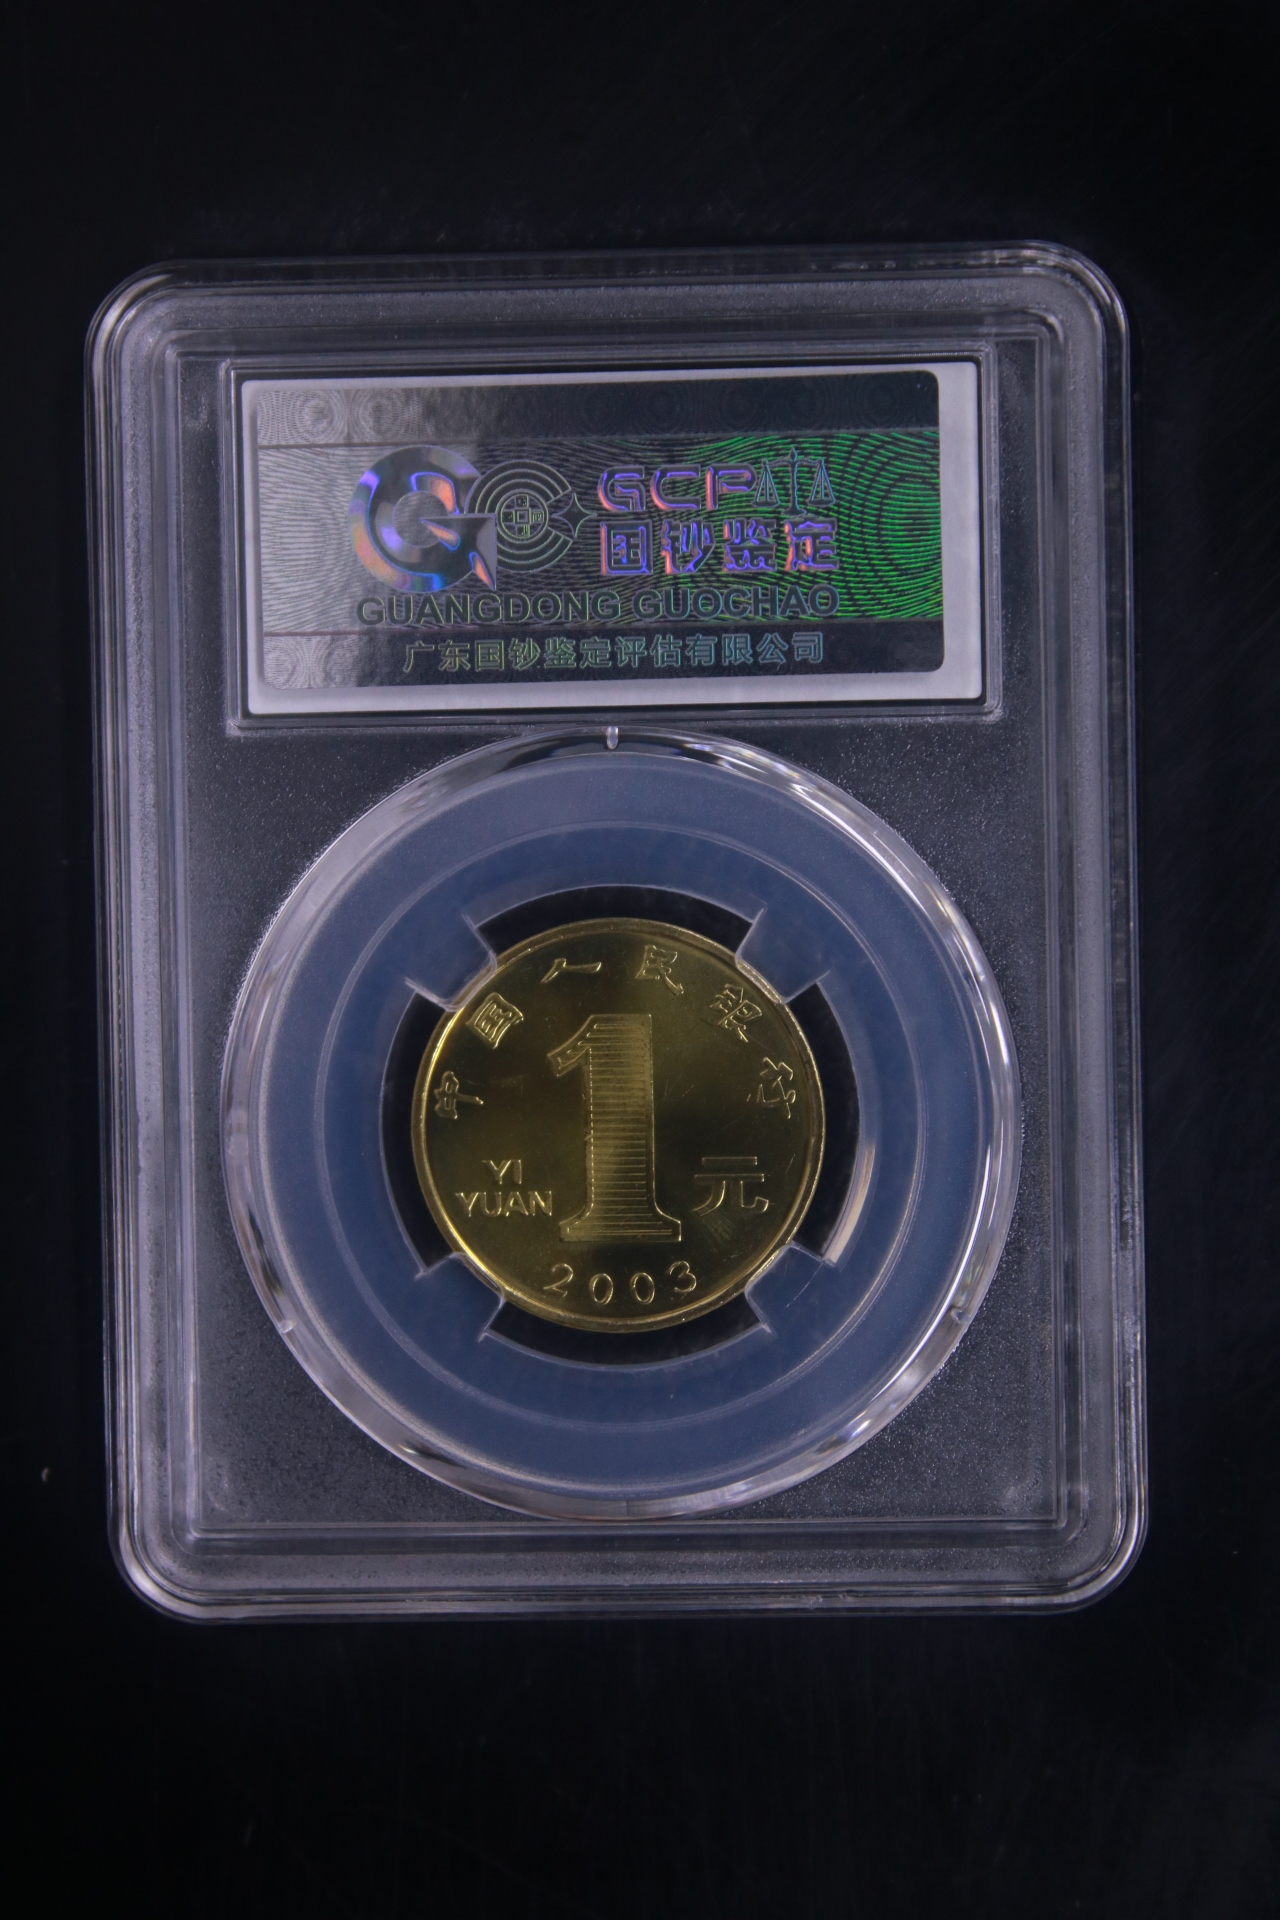 GCP
国钞鉴定
GUANGDONG GUOCHAO
广东国钞鉴定评估有限公司
中国人民银行
1
YI
YUAN
元
2003